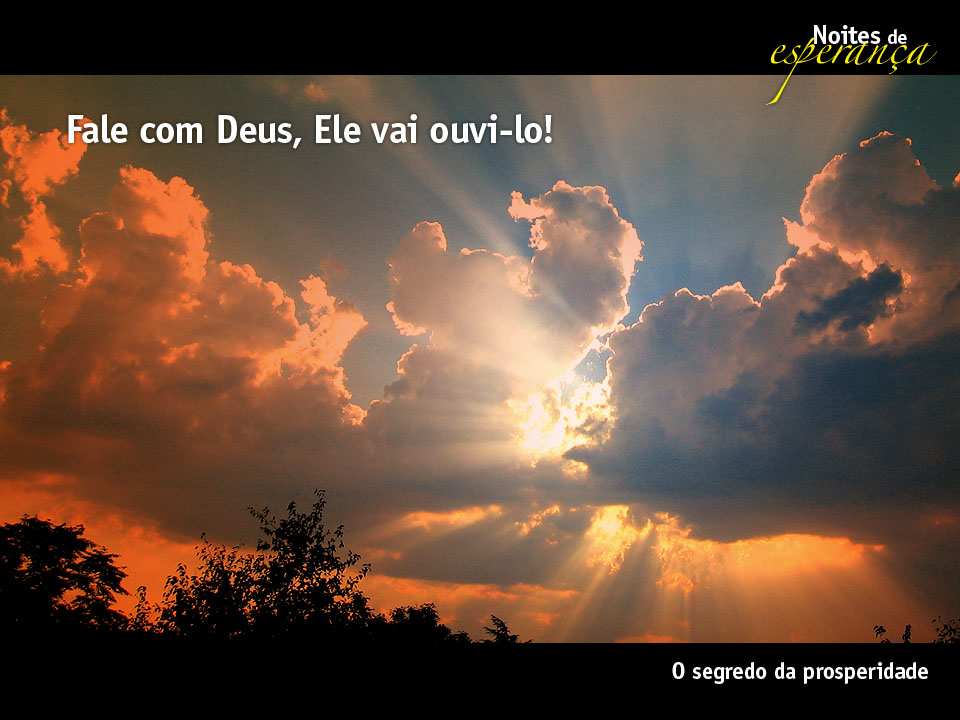 Noites de
esperança
Fale com Deus, Ele vai ouvi-lo!
O segredo da prosperidade